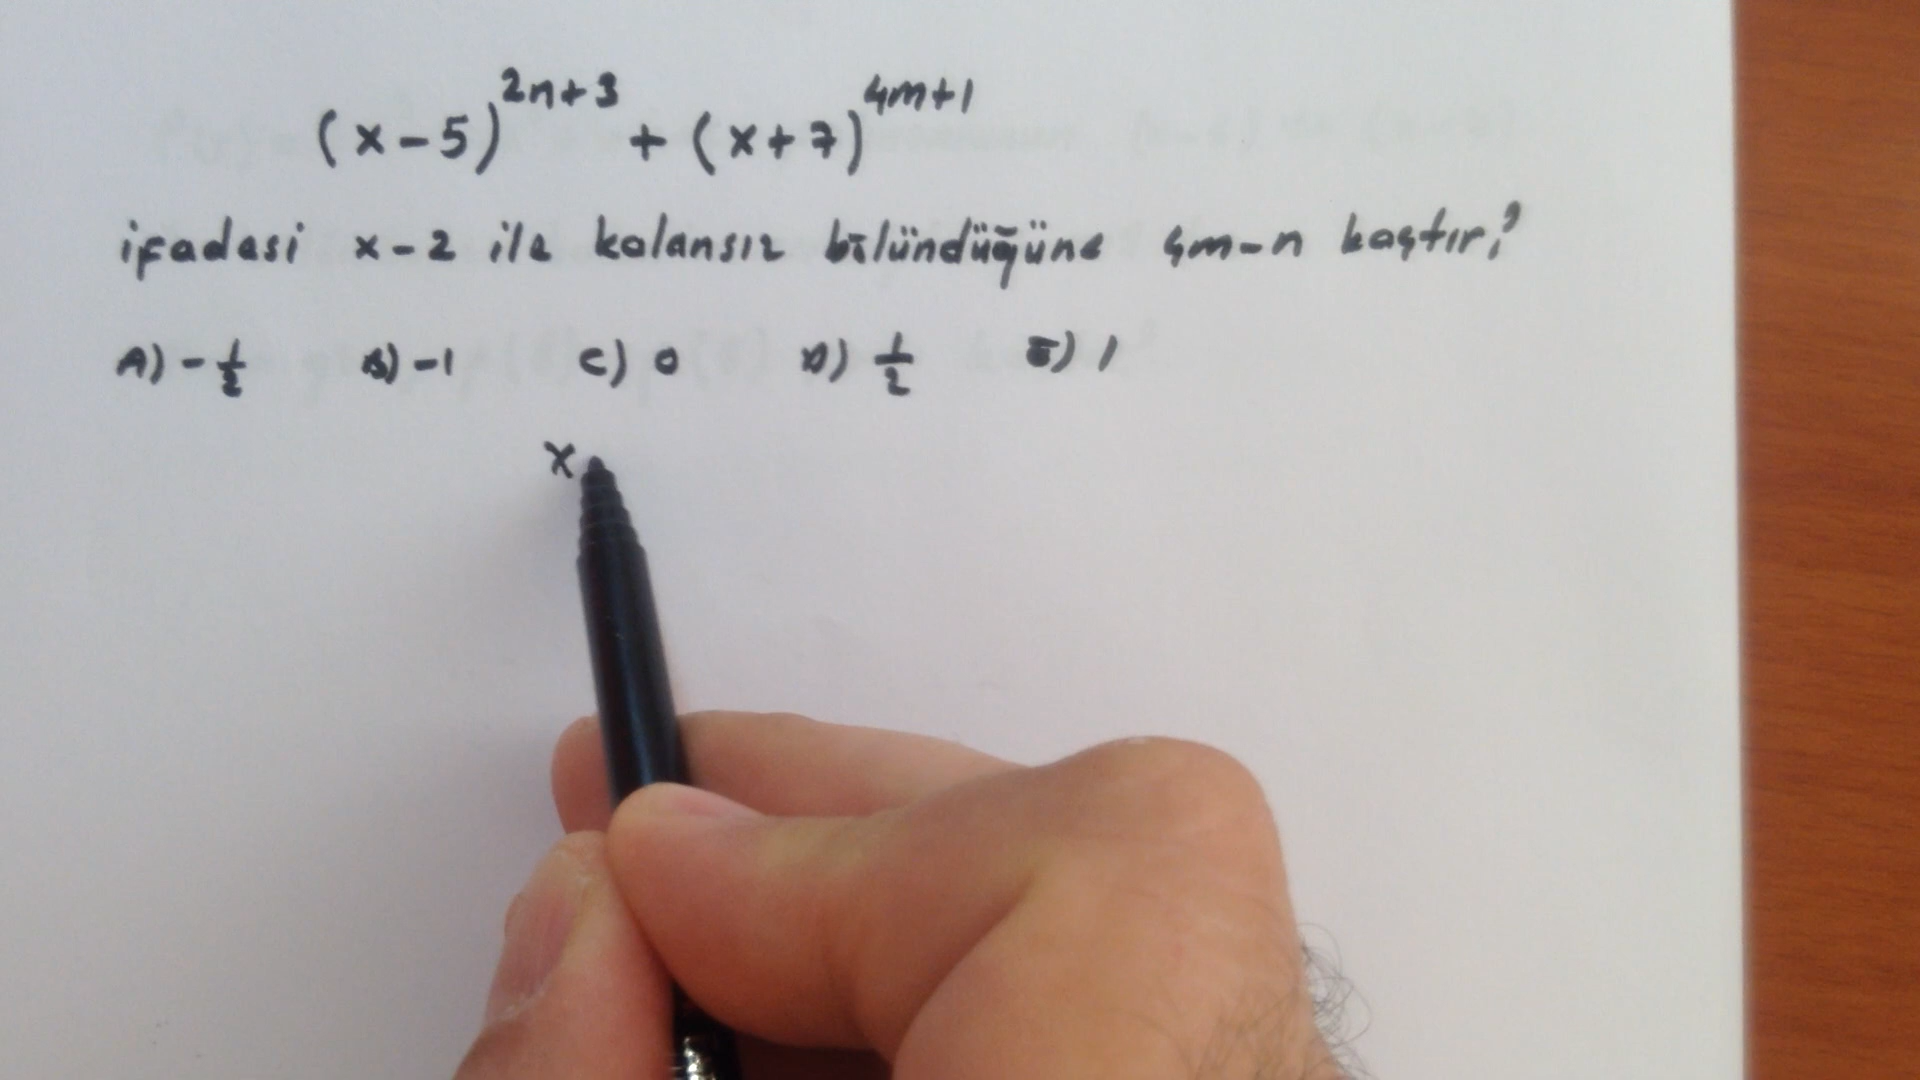 (x-5)^{2n+3} + (x+7)^{4m+1}
ifadesi x-2 ile kalansız bölündüğüne 4m-n kaçtır?
A) -1/2 B) -1 C) 0 D) 1/2 E) 1
x